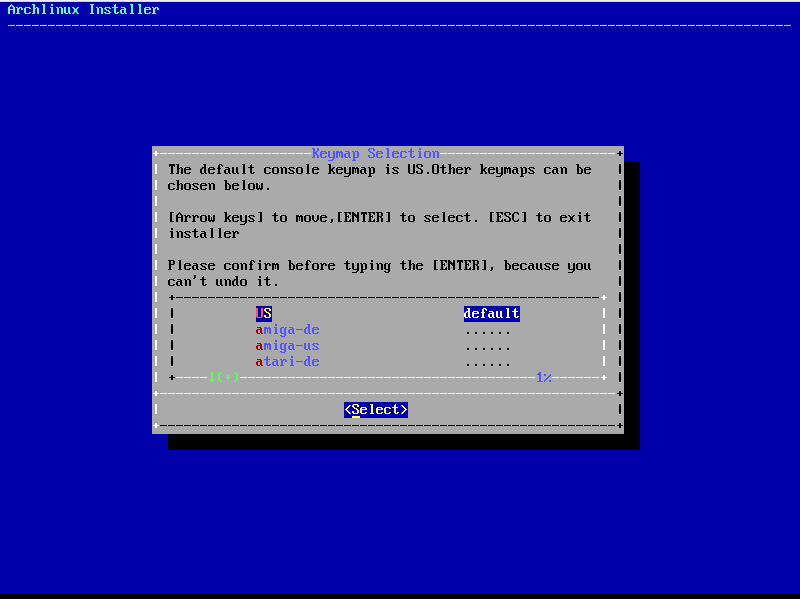 Archlinux Installer
Keymap Selection
The default console keymap is US.Other keymaps can be
chosen below.
[Arrow keys] to move,[ENTER] to select. [ESC] to exit
installer
Please confirm before typing the [ENTER], because you
can't undo it.
US default
amiga-de ......
amiga-us ......
atari-de ......
1%
<Select>